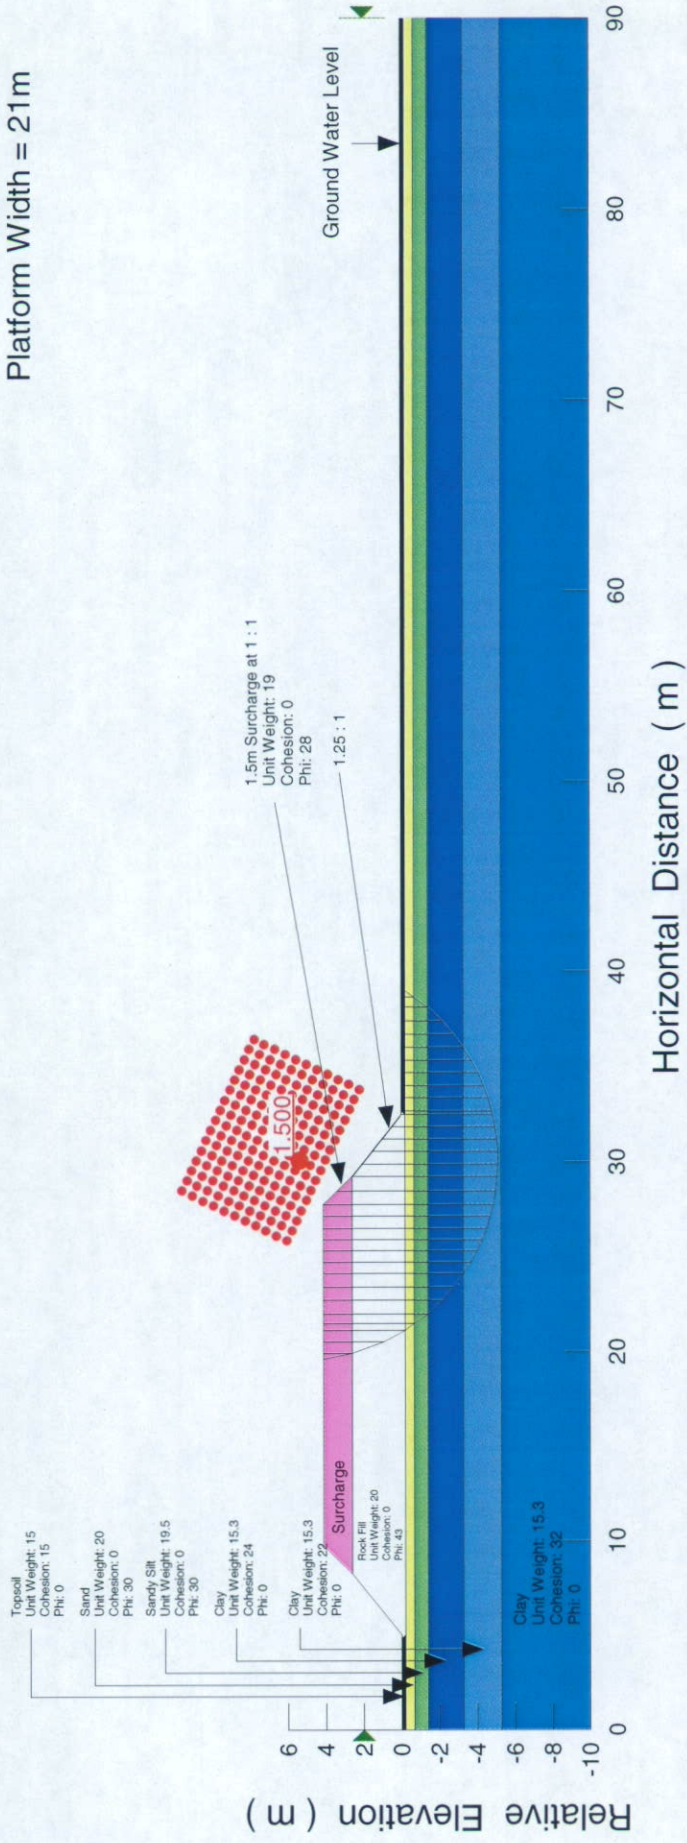 Platform Width = 21m
Topsoil
Unit Weight: 15
Cohesion: 15
Phi: 0
Sand
Unit Weight: 20
Cohesion: 0
Phi: 30
Sandy Silt
Unit Weight: 19.5
Cohesion: 0
Phi: 30
Clay
Unit Weight: 15.3
Cohesion: 24
Phi: 0
Clay
Unit Weight: 15.3
Cohesion: 22
Phi: 0
Surcharge
Rock Fill
Unit Weight: 20
Cohesion: 0
Phi: 43
1.500
1.5m Surcharge at 1 : 1
Unit Weight: 19
Cohesion: 0
Phi: 28
1.25 : 1
Ground Water Level
Clay
Unit Weight: 15.3
Cohesion: 32
Phi: 0
Relative Elevation ( m )
6
4
2
0
-2
-4
-6
-8
-10
0 10 20 30 40 50 60 70 80 90
Horizontal Distance ( m )